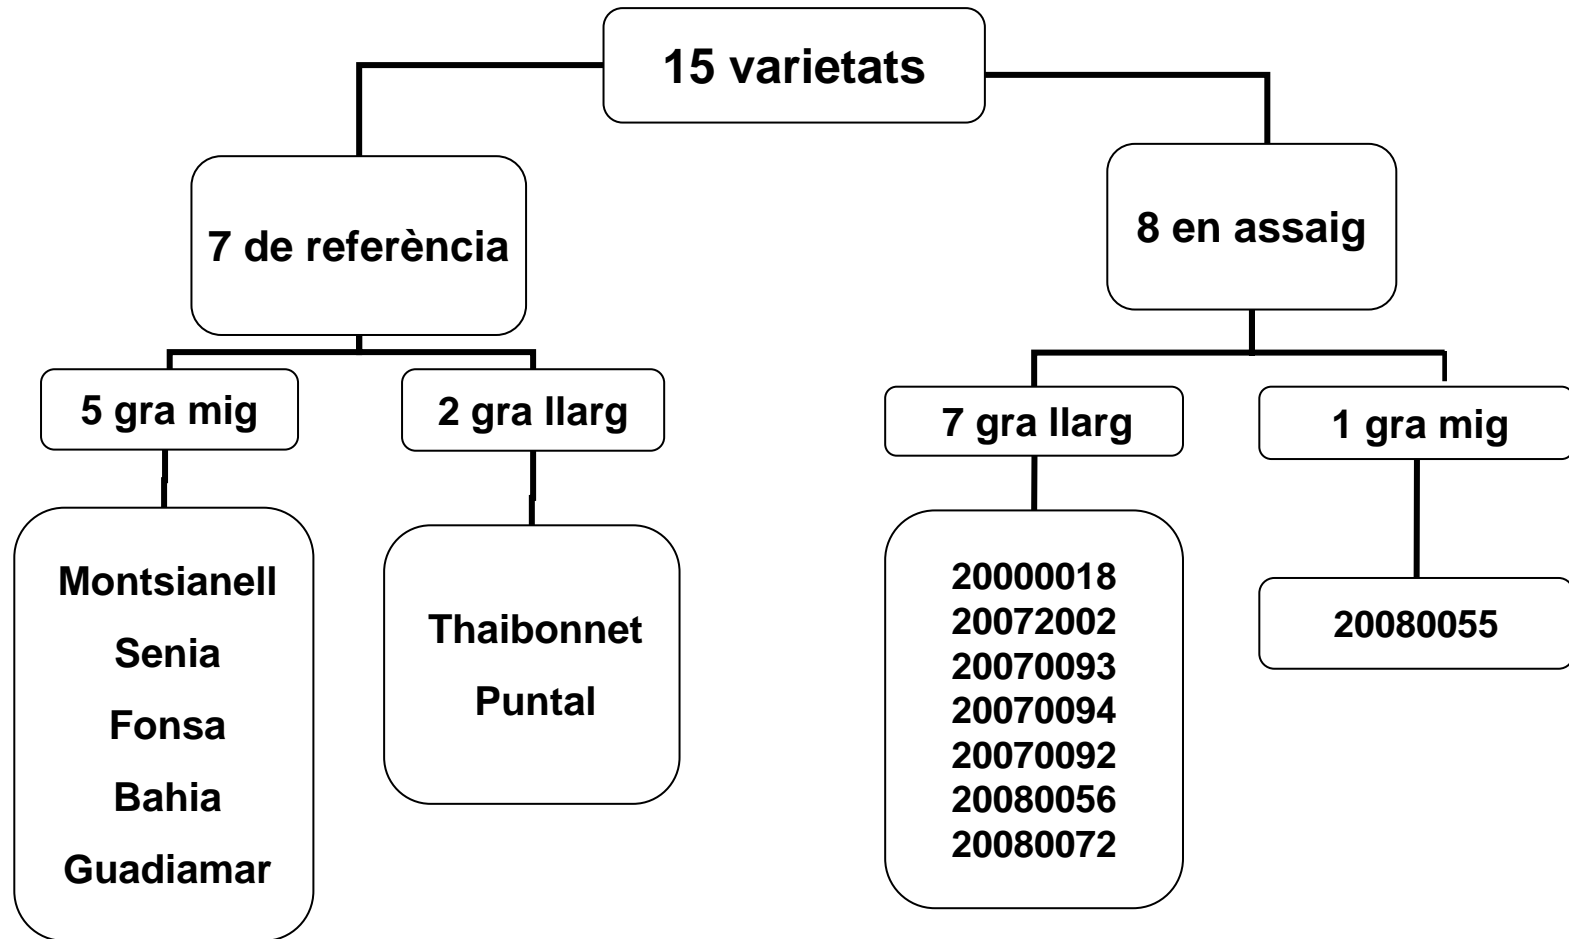 15 varietats
7 de referència
8 en assaig
5 gra mig
2 gra llarg
7 gra llarg
1 gra mig
Montsianell
Senia
Fonsa
Bahia
Guadiamar
Thaibonnet
Puntal
20000018
20072002
20070093
20070094
20070092
20080056
20080072
20080055